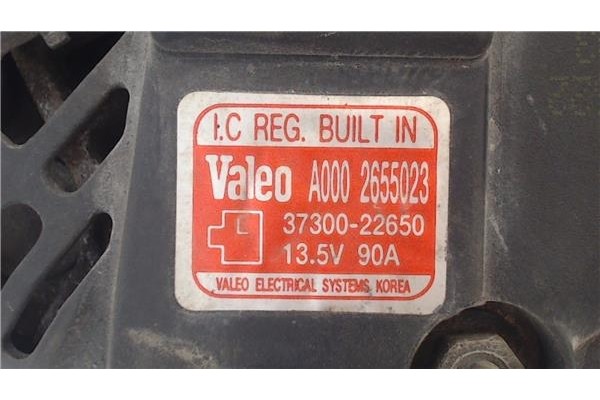 I.C REG. BUILT IN
Valeo A000 2655023
L 37300-22650
13.5V 90A
VALEO ELECTRICAL SYSTEMS KOREA